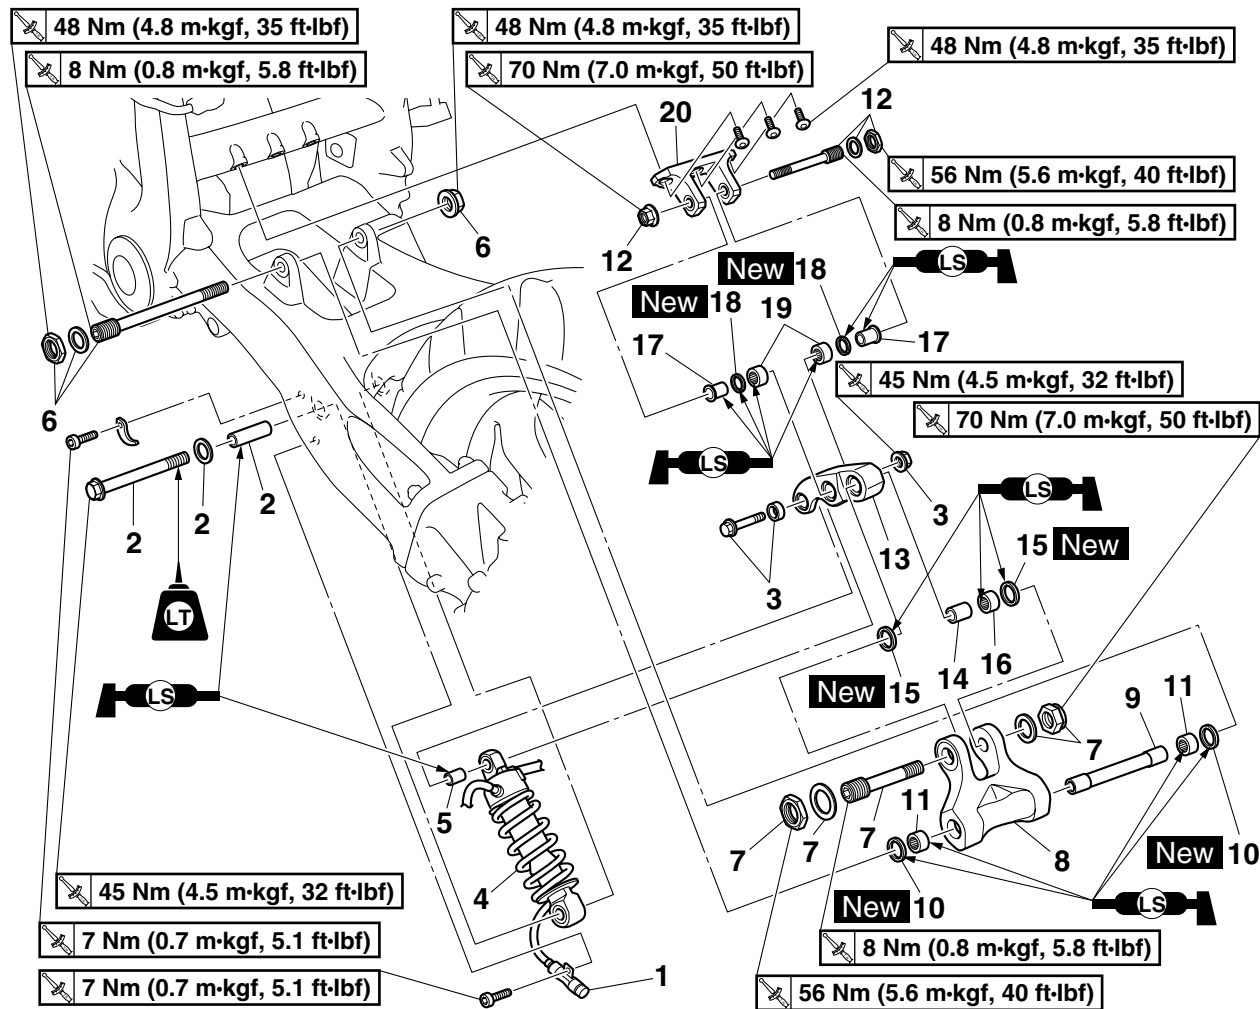 48 Nm (4.8 m•kgf, 35 ft•lbf)
8 Nm (0.8 m•kgf, 5.8 ft•lbf)
48 Nm (4.8 m•kgf, 35 ft•lbf)
70 Nm (7.0 m•kgf, 50 ft•lbf)
48 Nm (4.8 m•kgf, 35 ft•lbf)
20
12
56 Nm (5.6 m•kgf, 40 ft•lbf)
8 Nm (0.8 m•kgf, 5.8 ft•lbf)
6
12
LS
New 18
New 18
19
17
17
45 Nm (4.5 m•kgf, 32 ft•lbf)
70 Nm (7.0 m•kgf, 50 ft•lbf)
6
LS
2
2
2
3
13
LS
15 New
3
LT
LS
14
16
New 15
9
11
7
5
11
7
7
7
8
New 10
4
New 10
LS
45 Nm (4.5 m•kgf, 32 ft•lbf)
7 Nm (0.7 m•kgf, 5.1 ft•lbf)
8 Nm (0.8 m•kgf, 5.8 ft•lbf)
7 Nm (0.7 m•kgf, 5.1 ft•lbf)
1
56 Nm (5.6 m•kgf, 40 ft•lbf)